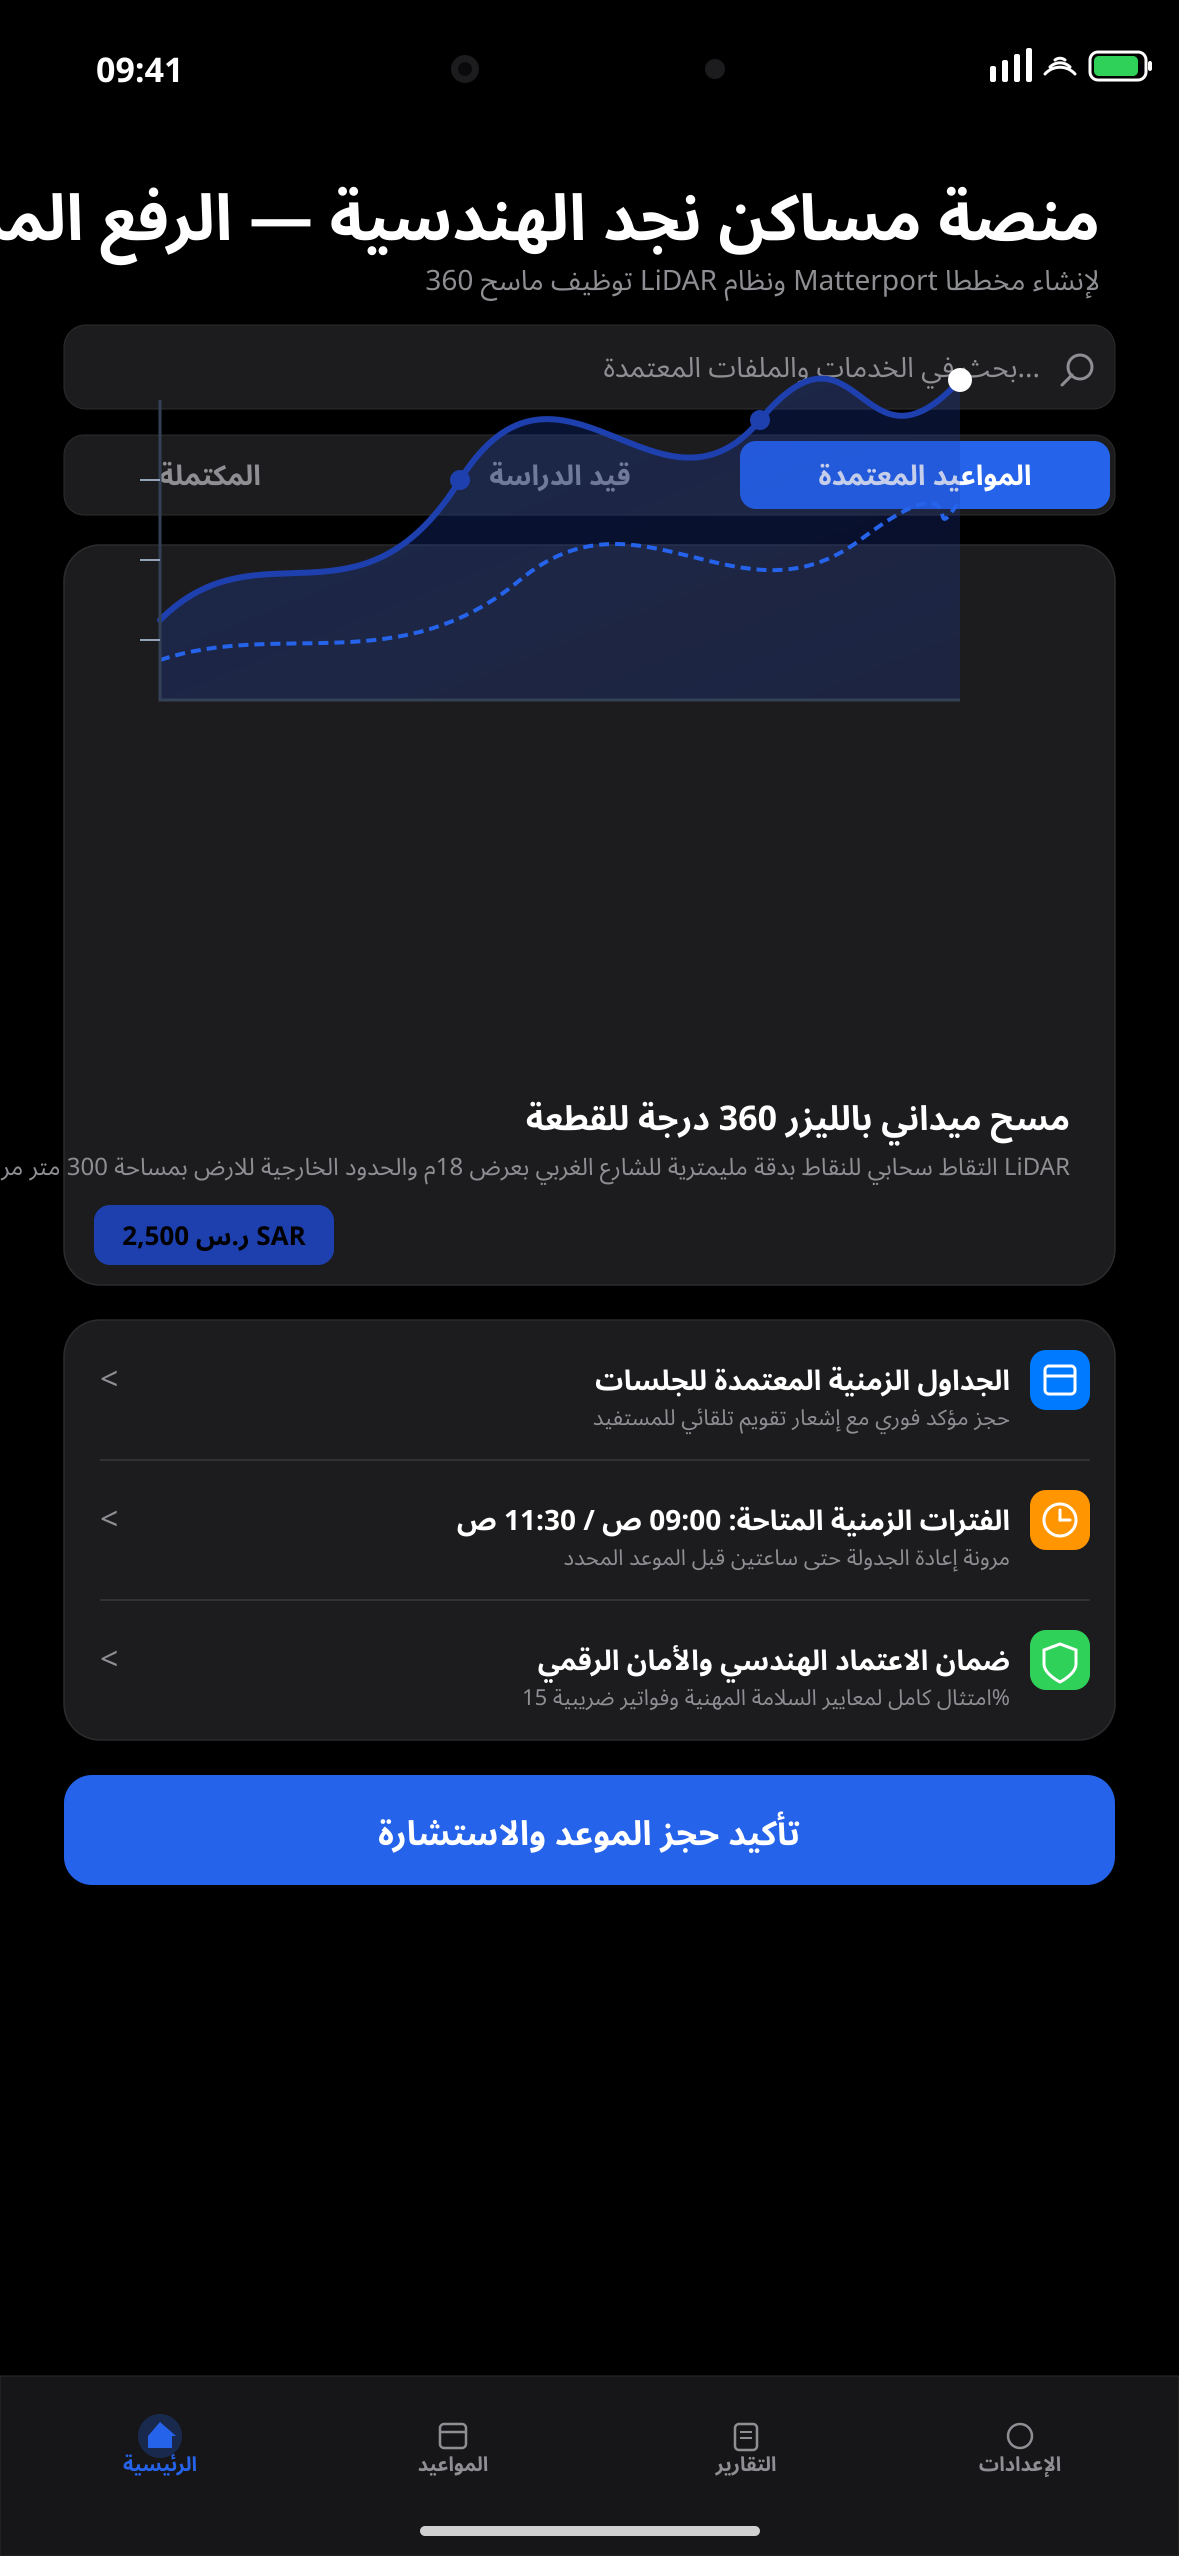 09:41
منصة مساكن نجد الهندسية — الرفع
لإنشاء مخططا Matterport ونظام LiDAR توظيف ماسح 360
بحث في الخدمات والملفات المعتمدة...
المواعيد المعتمدة
قيد الدراسة
المكتملة
مسح ميداني بالليزر 360 درجة للقطعة
LiDAR التقاط سحابي للنقاط بدقة مليمترية للشارع الغربي بعرض 18م والحدود الخارجية للارض بمساحة 300 متر
2,500 ر.س SAR
الجداول الزمنية المعتمدة للجلسات
حجز مؤكد فوري مع إشعار تقويم تلقائي للمستفيد
الفترات الزمنية المتاحة: 09:00 ص / 11:30 ص
مرونة إعادة الجدولة حتى ساعتين قبل الموعد المحدد
ضمان الاعتماد الهندسي والأمان الرقمي
%امتثال كامل لمعايير السلامة المهنية وفواتير ضريبية 15
تأكيد حجز الموعد والاستشارة
الإعدادات
التقارير
المواعيد
الرئيسية